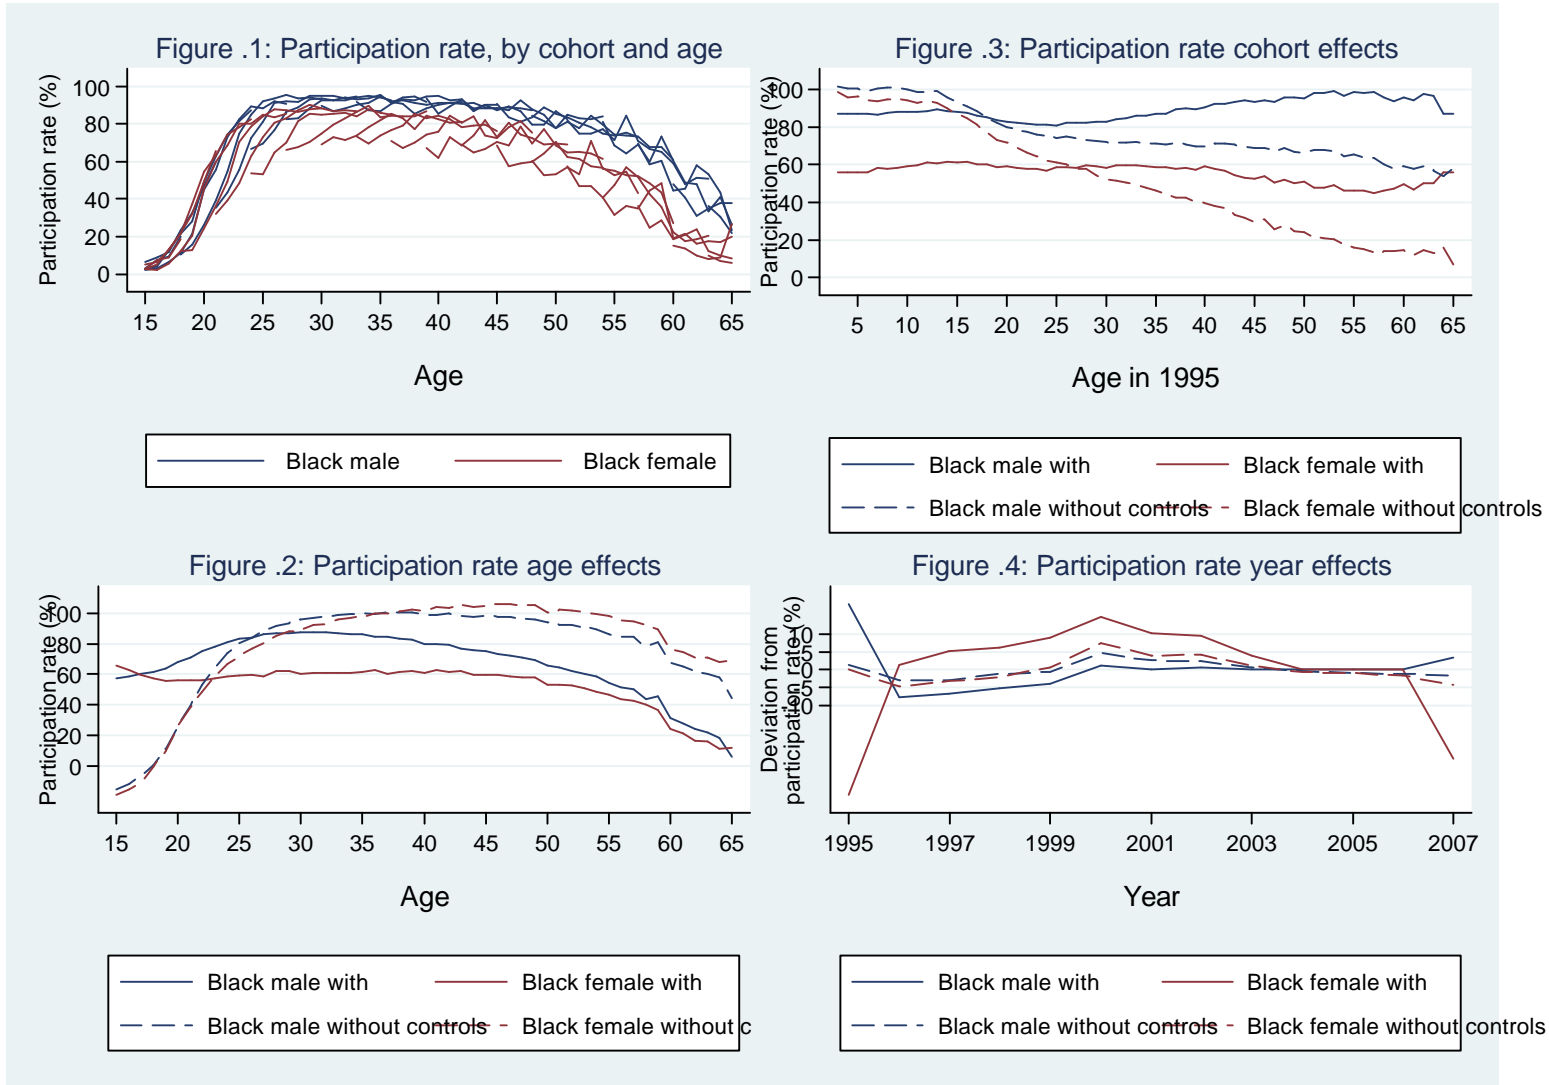 Figure .1: Participation rate, by cohort and age
Participation rate (%)
100
80
60
40
20
0
15 20 25 30 35 40 45 50 55 60 65
Age
Black male
Black female
Figure .3: Participation rate cohort effects
Participation rate (%)
100
80
60
40
20
0
5 10 15 20 25 30 35 40 45 50 55 60 65
Age in 1995
Black male with
Black female with
Black male without controls
Black female without controls
Figure .2: Participation rate age effects
Participation rate (%)
100
80
60
40
20
0
15 20 25 30 35 40 45 50 55 60 65
Age
Black male with
Black female with
Black male without controls
Black female without c
Figure .4: Participation rate year effects
Deviation from
participation rate (%)
10
5
0
-5
-10
1995 1997 1999 2001 2003 2005 2007
Year
Black male with
Black female with
Black male without controls
Black female without controls